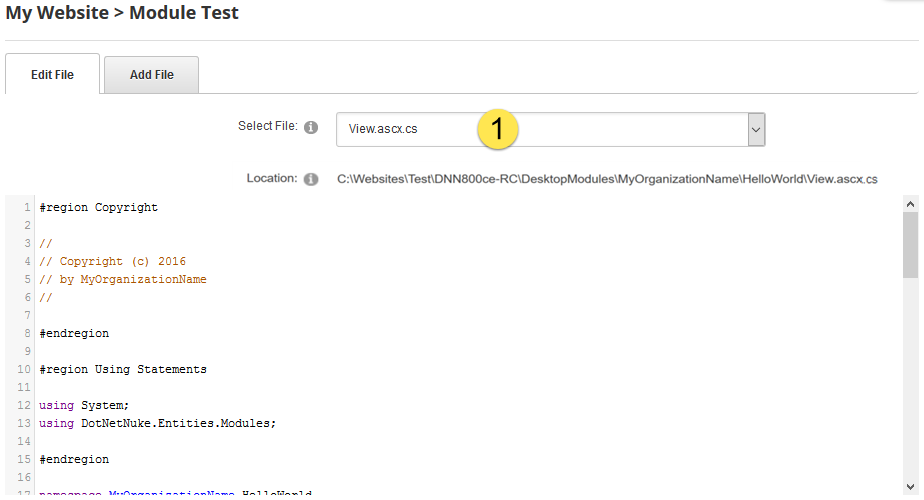 My Website > Module Test
Edit File
Add File
Select File:
View.ascx.cs
1
Location:
C:\Websites\Test\DNN800ce-RC\DesktopModules\MyOrganizationName\HelloWorld\View.ascx.cs
1 #region Copyright
2
3 //
4 // Copyright (c) 2016
5 // by MyOrganizationName
6 //
7
8 #endregion
9
10 #region Using Statements
11
12 using System;
13 using DotNetNuke.Entities.Modules;
14
15 #endregion
16
17 namespace MyOrganizationName.HelloWorld